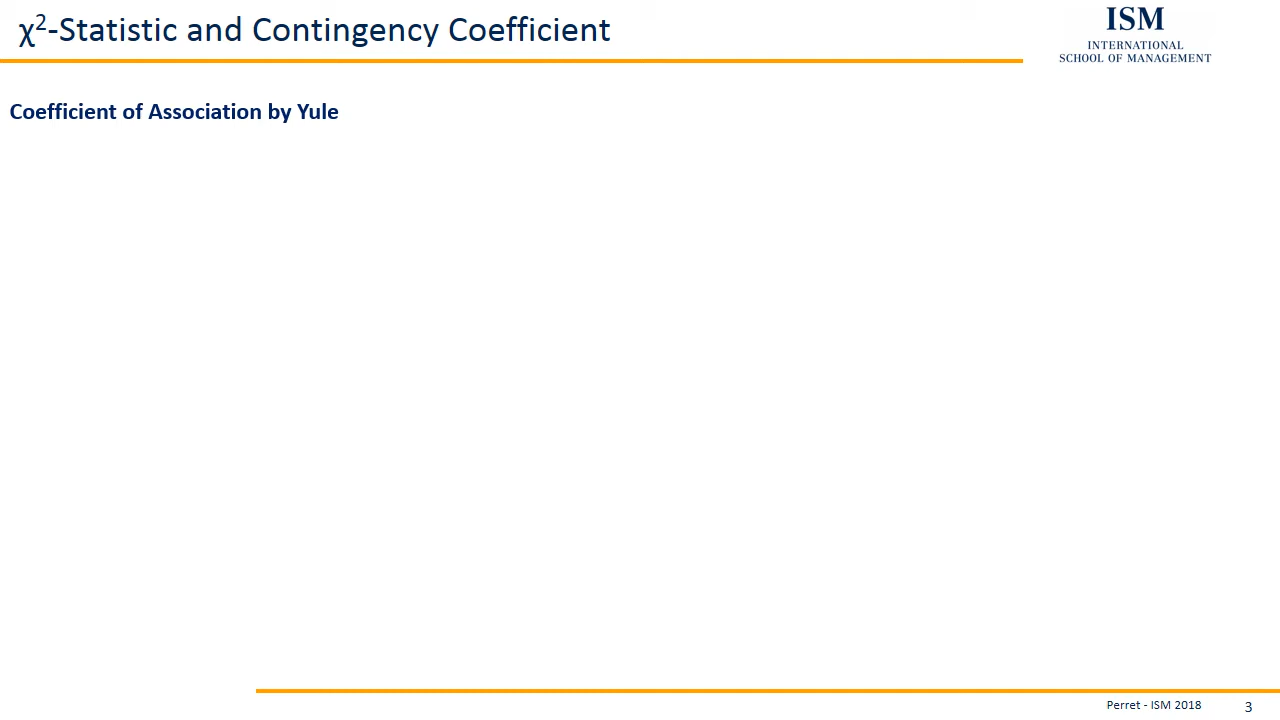 χ²-Statistic and Contingency Coefficient
ISM
INTERNATIONAL
SCHOOL OF MANAGEMENT
Coefficient of Association by Yule
Perret - ISM 2018
3